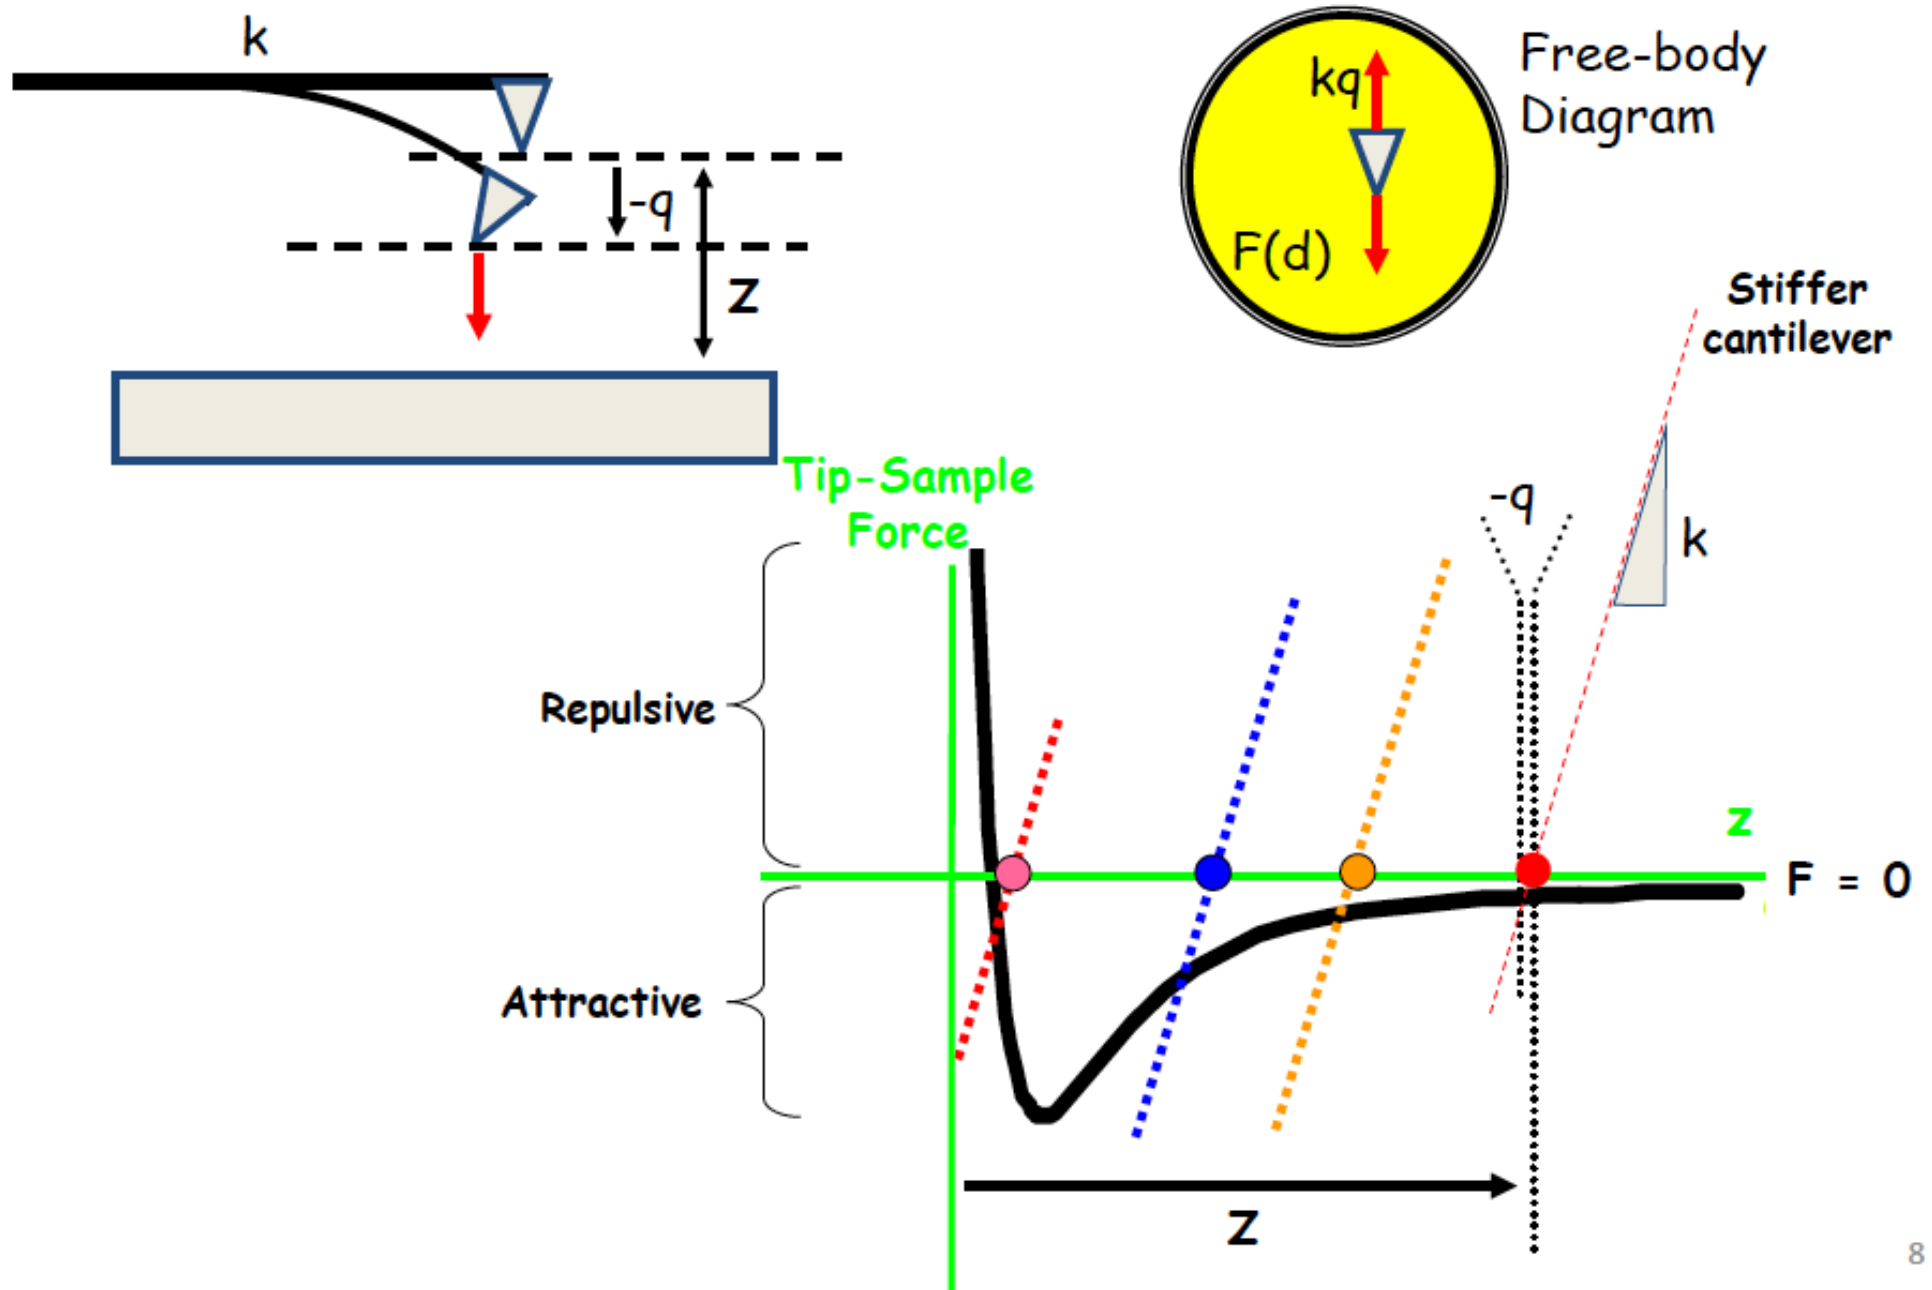 k
-q
z
kq
F(d)
Free-body
Diagram
Stiffer
cantilever
Tip-Sample
Force
-q
k
Repulsive
z
F = 0
Attractive
z
8